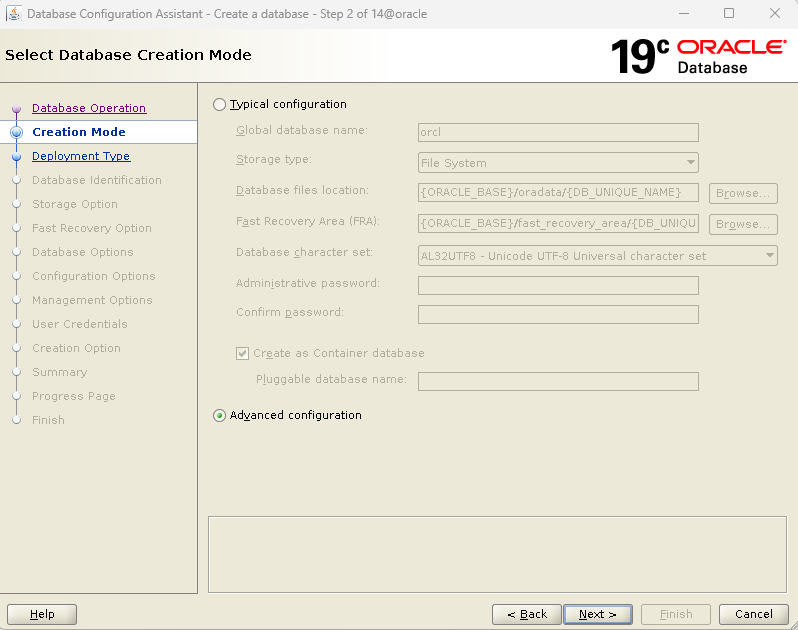 Database Configuration Assistant - Create a database - Step 2 of 14@oracle
Select Database Creation Mode
19c ORACLE
Database
Database Operation
Creation Mode
Deployment Type
Database Identification
Storage Option
Fast Recovery Option
Database Options
Configuration Options
Management Options
User Credentials
Creation Option
Summary
Progress Page
Finish
Typical configuration
Global database name: orcl
Storage type: File System
Database files location: {ORACLE_BASE}/oradata/{DB_UNIQUE_NAME} Browse...
Fast Recovery Area (FRA): {ORACLE_BASE}/fast_recovery_area/{DB_UNIQU Browse...
Database character set: AL32UTF8 - Unicode UTF-8 Universal character set
Administrative password:
Confirm password:
Create as Container database
Pluggable database name:
Advanced configuration
Help < Back Next > Finish Cancel